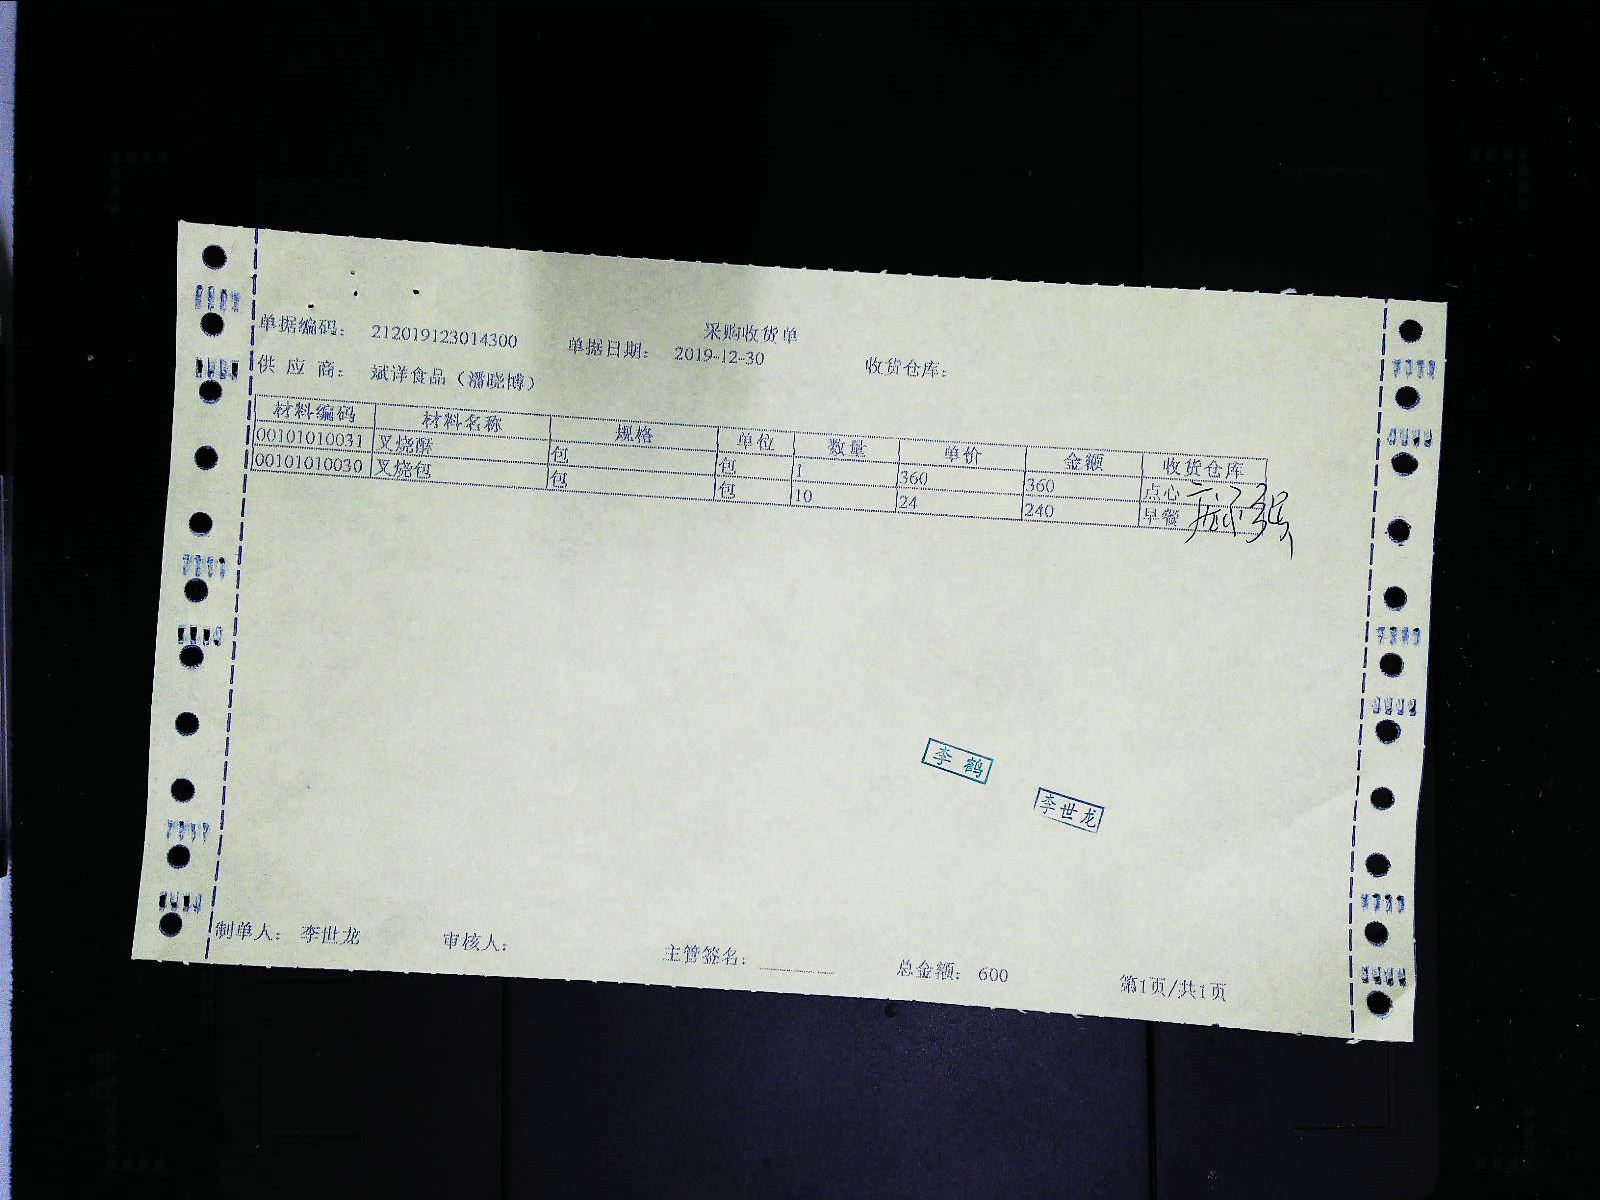 采购收货单
单据编码： 212019123014300 单据日期： 2019-12-30 收货仓库：
供 应 商： 斌洋食品（潘晓博）
材料编码 材料名称 规格 单位 数量 单价 金额 收货仓库
00101010031 叉烧酥 包 包 1 360 360 点心
00101010030 叉烧包 包 包 10 24 240 早餐
李 鹤
李世龙
制单人： 李世龙 审核人： 主管签名： 总金额： 600 第1页/共1页